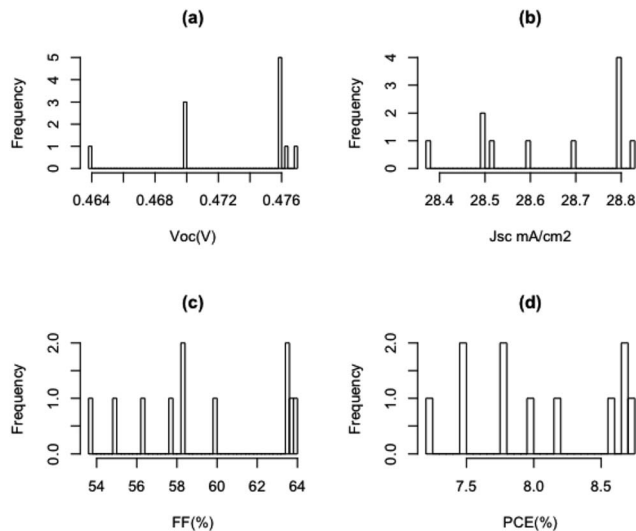 (a)
Frequency
0 1 2 3 4 5
0.464 0.468 0.472 0.476
Voc(V)
(b)
Frequency
0 1 2 3 4
28.4 28.5 28.6 28.7 28.8
Jsc mA/cm2
(c)
Frequency
0.0 1.0 2.0
54 56 58 60 62 64
FF(%)
(d)
Frequency
0.0 1.0 2.0
7.5 8.0 8.5
PCE(%)